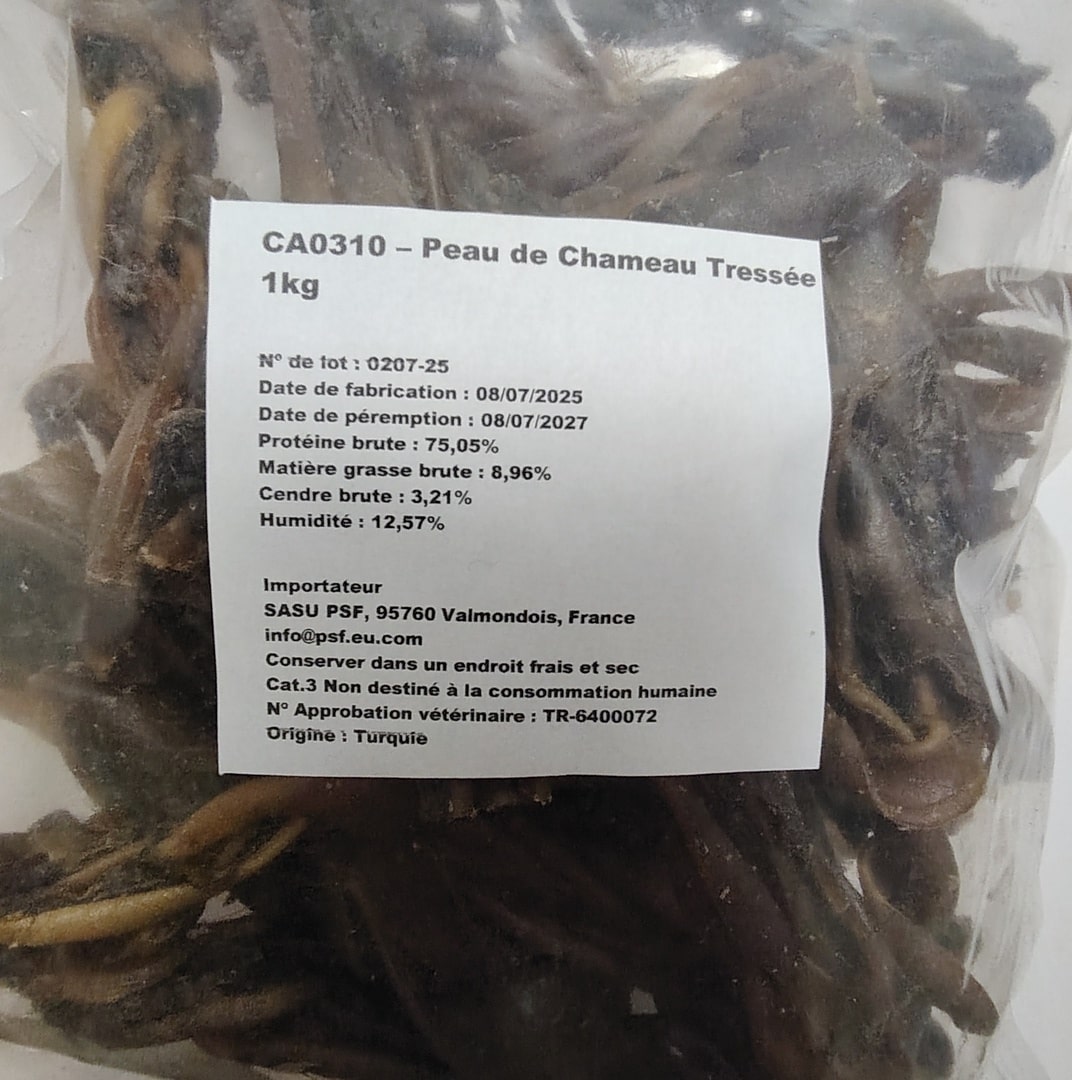 CA0310 – Peau de Chameau Tressée
1kg
N° de lot : 0207-25
Date de fabrication : 08/07/2025
Date de péremption : 08/07/2027
Protéine brute : 75,05%
Matière grasse brute : 8,96%
Cendre brute : 3,21%
Humidité : 12,57%
Importateur
SASU PSF, 95760 Valmondois, France
info@psf.eu.com
Conserver dans un endroit frais et sec
Cat.3 Non destiné à la consommation humaine
N° Approbation vétérinaire : TR-6400072
Origine : Turquie